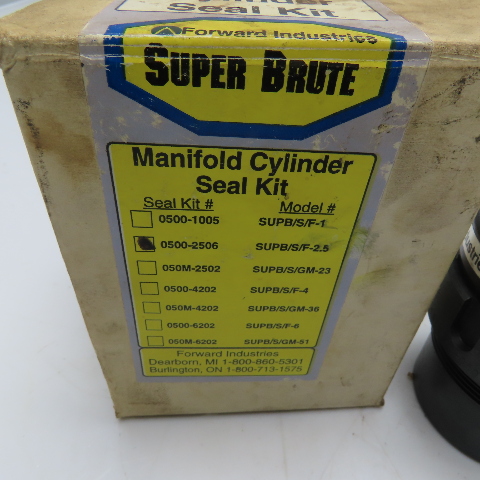 Seal Kit
Forward Industries
SUPER BRUTE
Manifold Cylinder
Seal Kit
Seal Kit # Model #
0500-1005 SUPB/S/F-1
0500-2506 SUPB/S/F-2.5
050M-2502 SUPB/S/GM-23
0500-4202 SUPB/S/F-4
050M-4202 SUPB/S/GM-36
0500-6202 SUPB/S/F-6
050M-6202 SUPB/S/GM-51
Forward Industries
Dearborn, MI 1-800-860-5301
Burlington, ON 1-800-713-1575